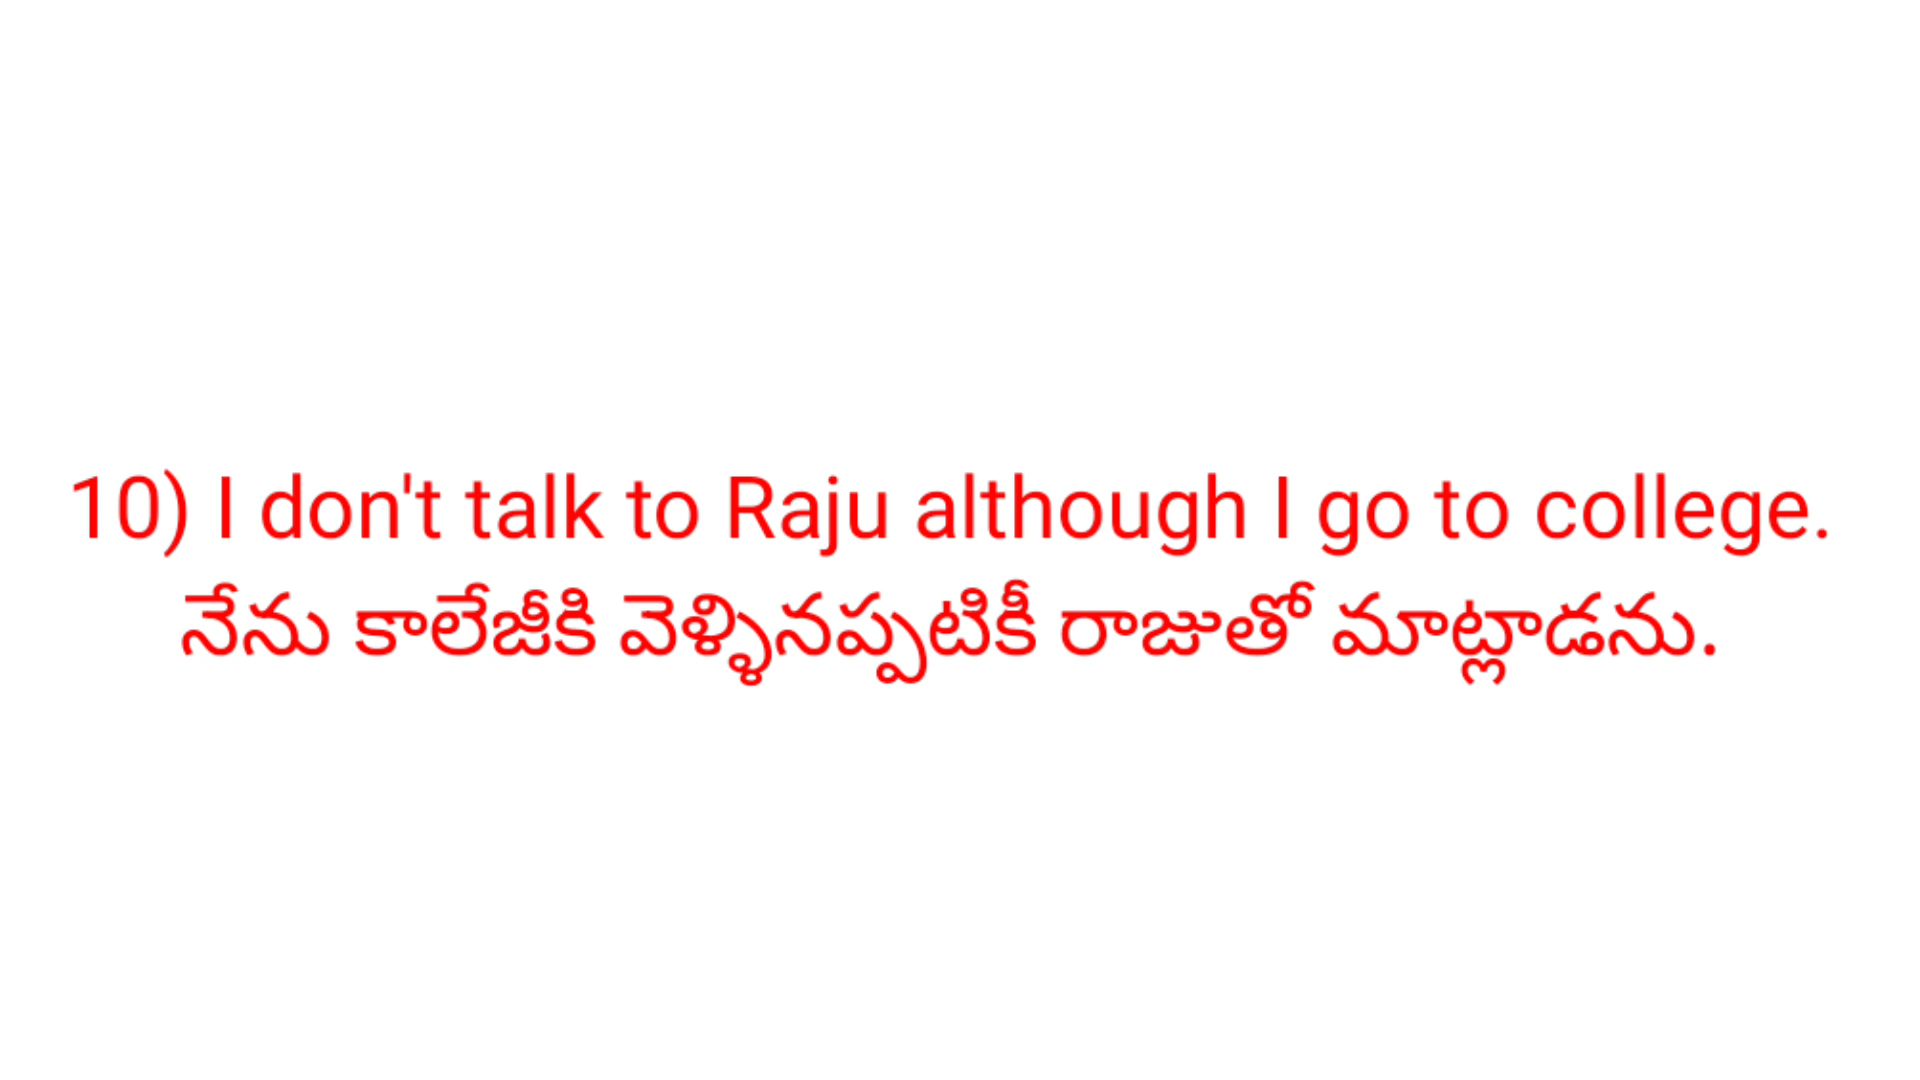 10) I don't talk to Raju although I go to college.
నేను కాలేజీకి వెళ్ళినప్పటికీ రాజుతో మాట్లాడను.